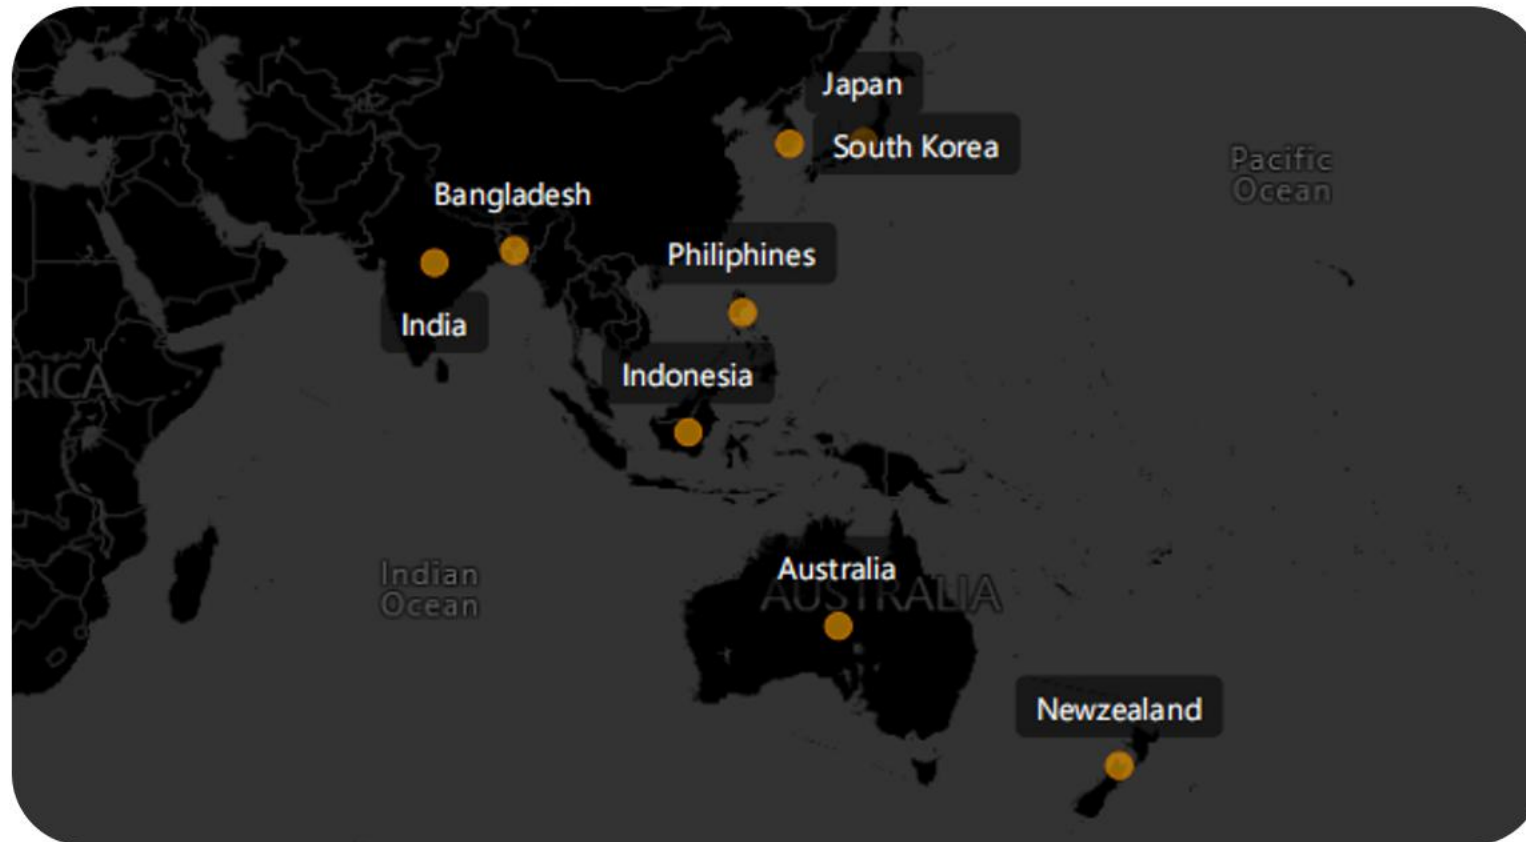 Japan
South Korea
Pacific
Ocean
Bangladesh
Philiphines
India
Indonesia
RICA
Indian
Ocean
Australia
AUSTRALIA
Newzealand